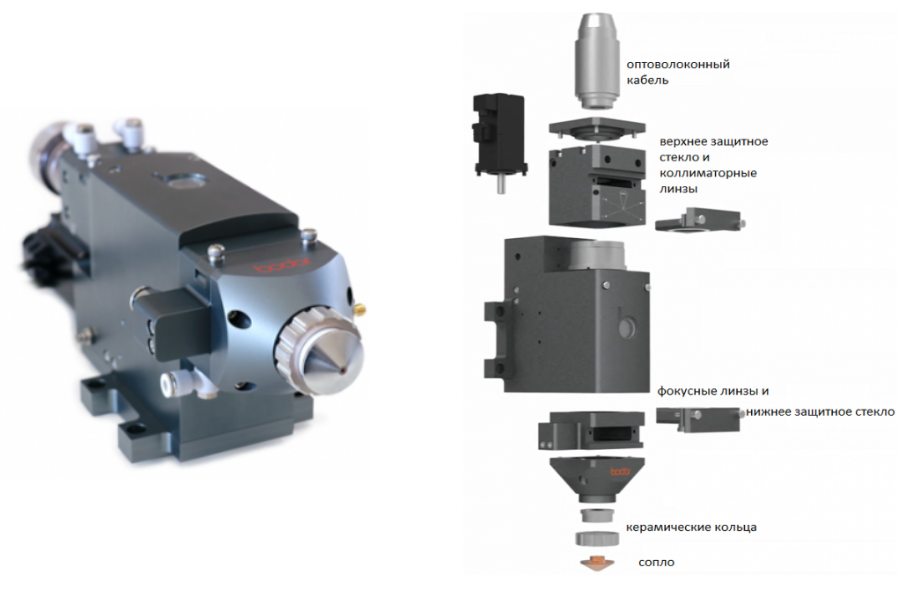 bodor
оптоволоконный
кабель
верхнее защитное
стекло и
коллиматорные
линзы
фокусные линзы и
нижнее защитное стекло
bodor
керамические кольца
сопло